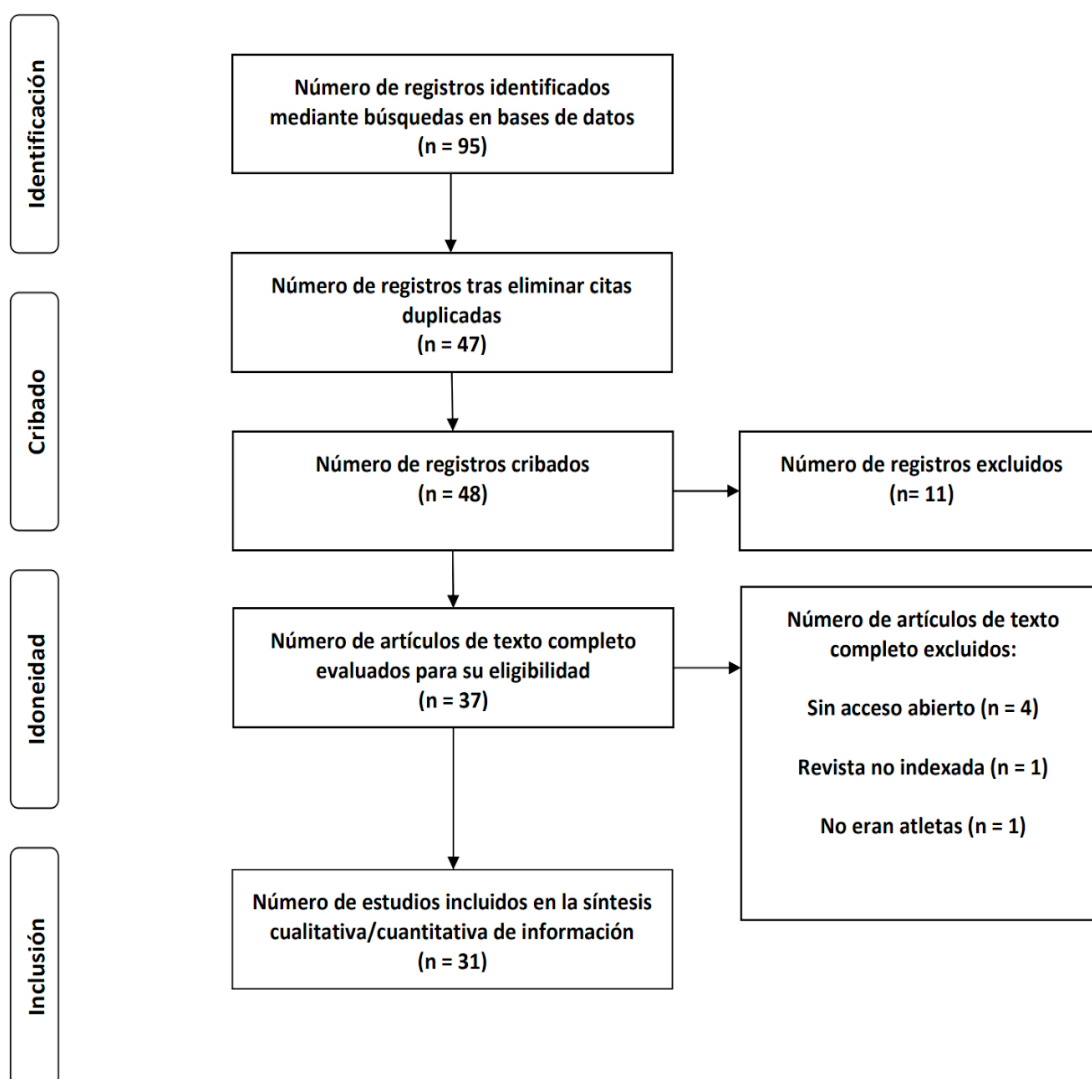 Identificación
Número de registros identificados
mediante búsquedas en bases de datos
(n = 95)
Número de registros tras eliminar citas
duplicadas
(n = 47)
Cribado
Número de registros cribados
(n = 48)
Número de registros excluidos
(n= 11)
Idoneidad
Número de artículos de texto completo
evaluados para su eligibilidad
(n = 37)
Número de artículos de texto
completo excluidos:
Sin acceso abierto (n = 4)
Revista no indexada (n = 1)
No eran atletas (n = 1)
Inclusión
Número de estudios incluidos en la síntesis
cualitativa/cuantitativa de información
(n = 31)